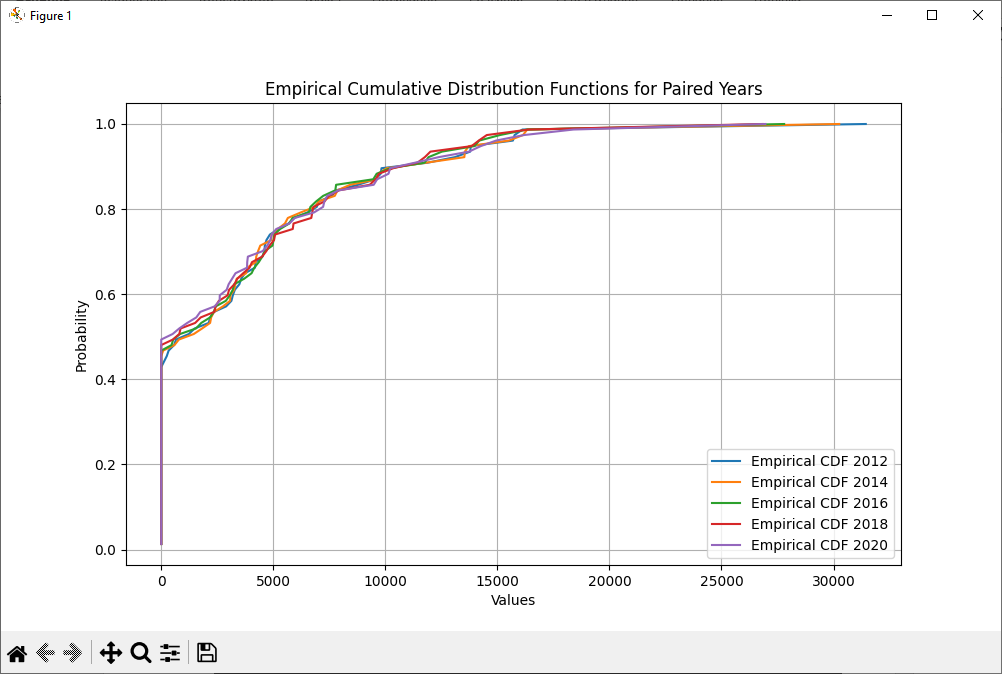 Figure 1
Empirical Cumulative Distribution Functions for Paired Years
1.0
0.8
0.6
0.4
0.2
0.0
Probability
0 5000 10000 15000 20000 25000 30000
Values
Empirical CDF 2012
Empirical CDF 2014
Empirical CDF 2016
Empirical CDF 2018
Empirical CDF 2020